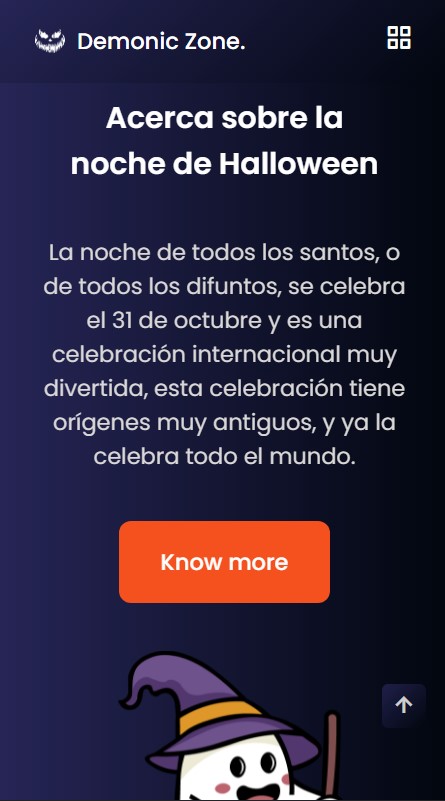 Demonic Zone.
Acerca sobre la
noche de Halloween
La noche de todos los santos, o
de todos los difuntos, se celebra
el 31 de octubre y es una
celebración internacional muy
divertida, esta celebración tiene
orígenes muy antiguos, y ya la
celebra todo el mundo.
Know more